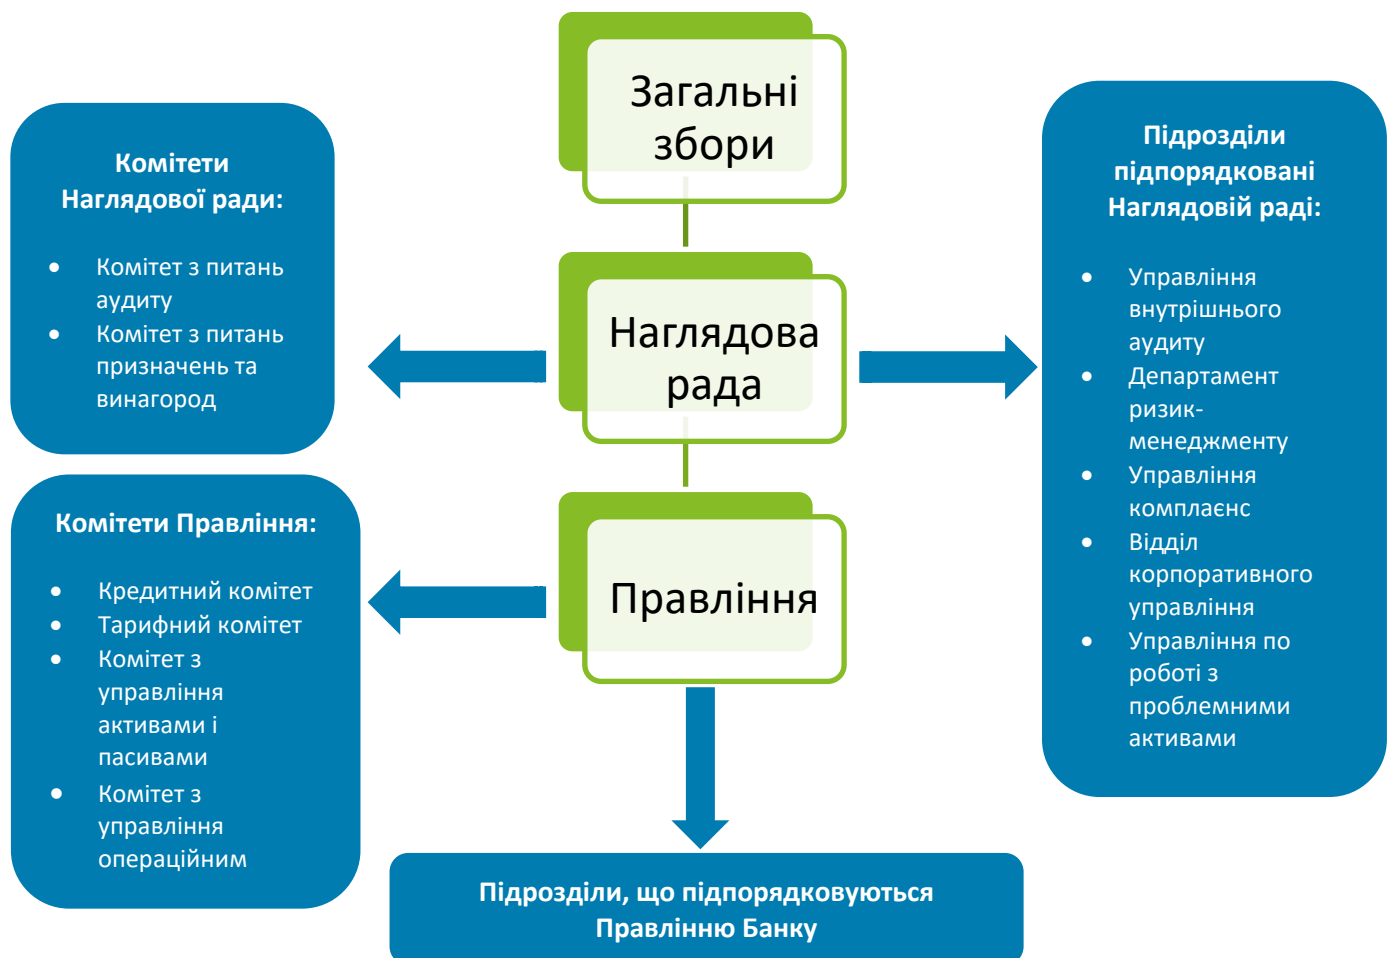 Загальні
збори
Комітети
Наглядової ради:
• Комітет з питань
аудиту
• Комітет з питань
призначень та
винагород
Наглядова
рада
Підрозділи
підпорядковані
Наглядовій раді:
• Управління
внутрішнього
аудиту
• Департамент
ризик-
менеджменту
• Управління
комплаєнс
• Відділ
корпоративного
управління
• Управління по
роботі з
проблемними
активами
Комітети Правління:
• Кредитний комітет
• Тарифний комітет
• Комітет з
управління
активами і
пасивами
• Комітет з
управління
операційним
Правління
Підрозділи, що підпорядковуються
Правлінню Банку